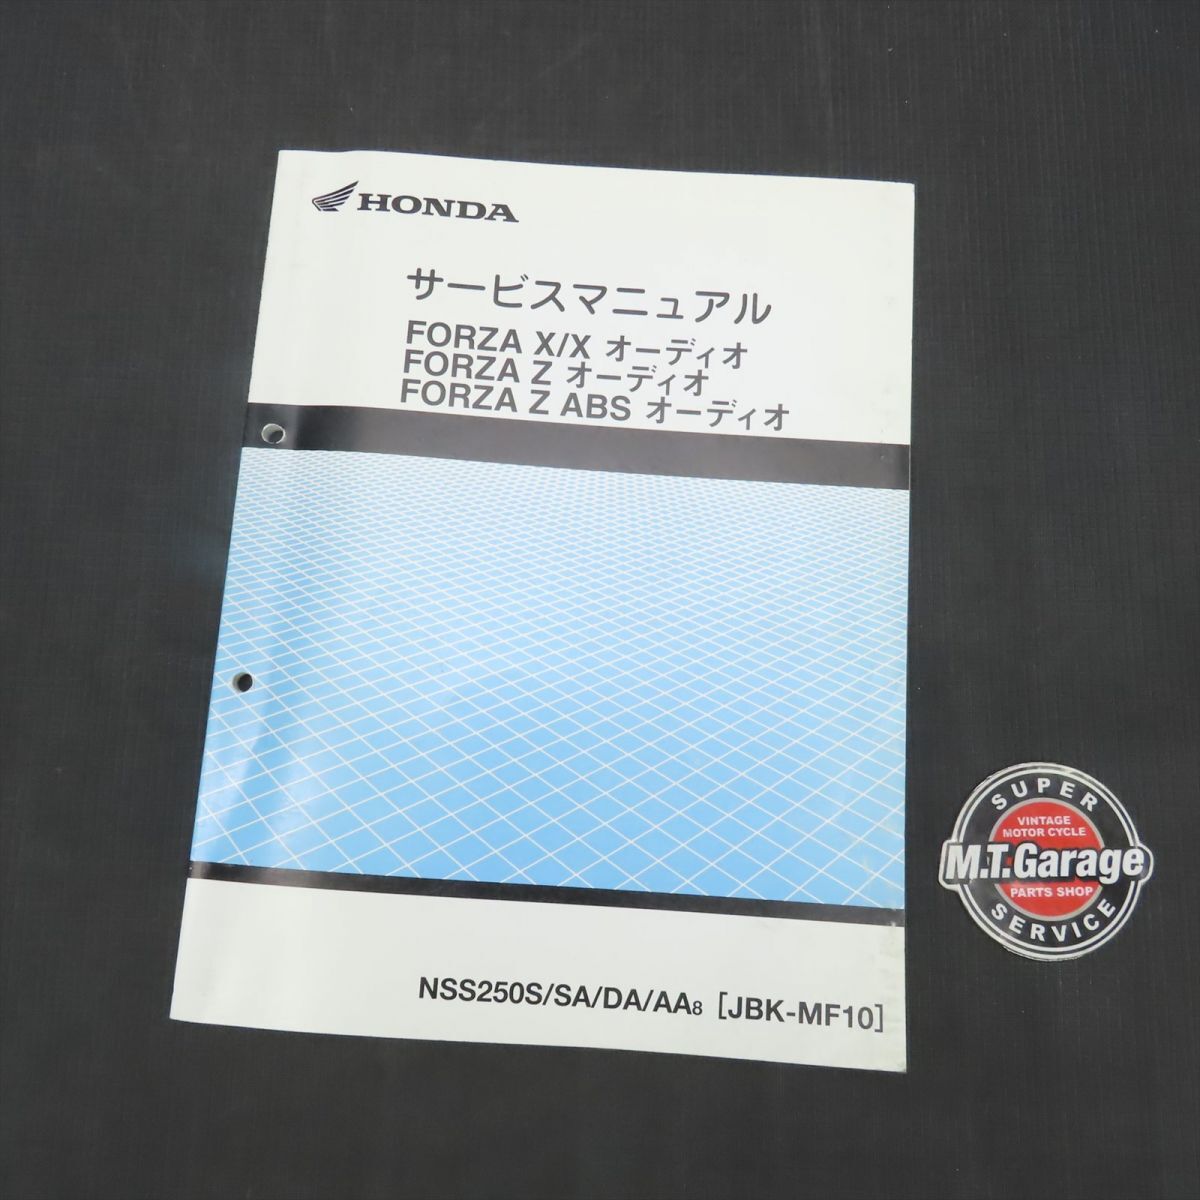 HONDA
サービスマニュアル
FORZA X/X オーディオ
FORZA Z オーディオ
FORZA Z ABS オーディオ
NSS250S/SA/DA/AA8 [JBK-MF10]
SUPER
VINTAGE
MOTOR CYCLE
M.T.Garage
PARTS SHOP
SERVICE